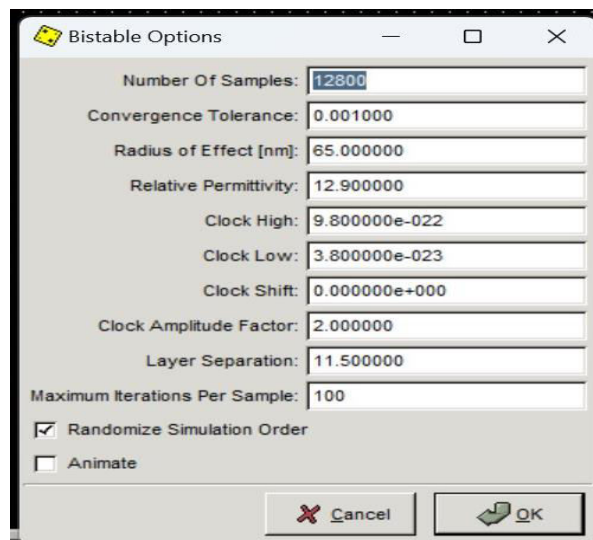 Bistable Options
Number Of Samples: 12800
Convergence Tolerance: 0.001000
Radius of Effect [nm]: 65.000000
Relative Permittivity: 12.900000
Clock High: 9.800000e-022
Clock Low: 3.800000e-023
Clock Shift: 0.000000e+000
Clock Amplitude Factor: 2.000000
Layer Separation: 11.500000
Maximum Iterations Per Sample: 100
Randomize Simulation Order
Animate
Cancel OK